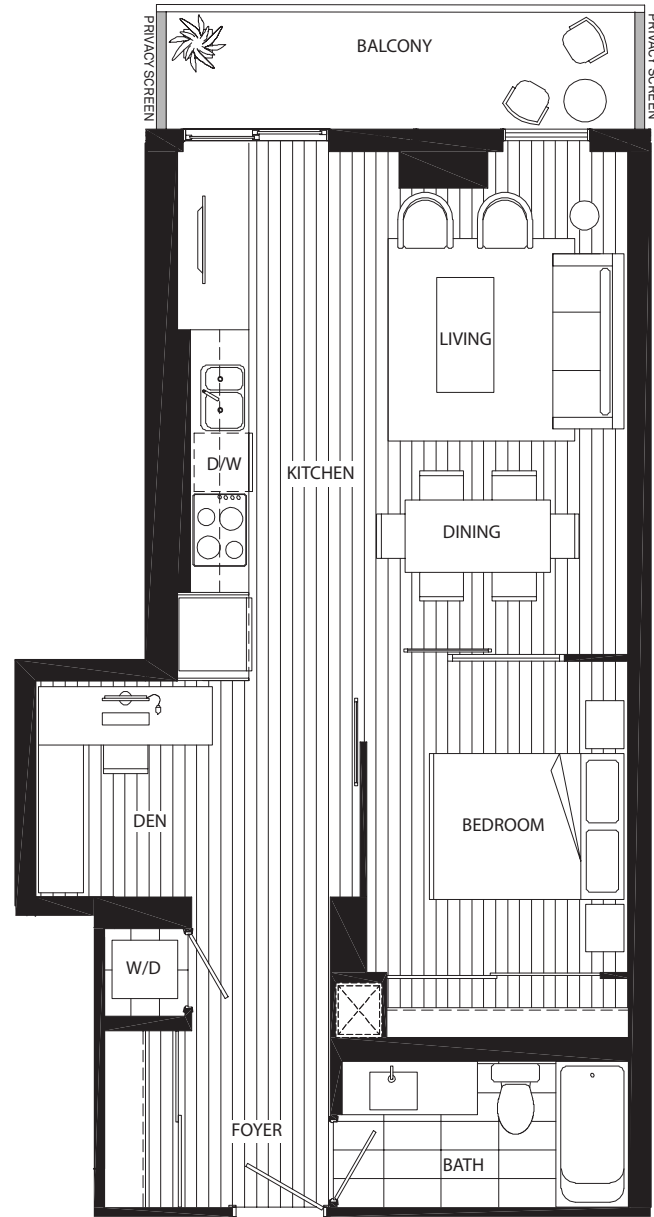 PRIVACY SCREEN
BALCONY
PRIVACY SCREEN
LIVING
D/W
KITCHEN
DINING
DEN
BEDROOM
W/D
FOYER
BATH